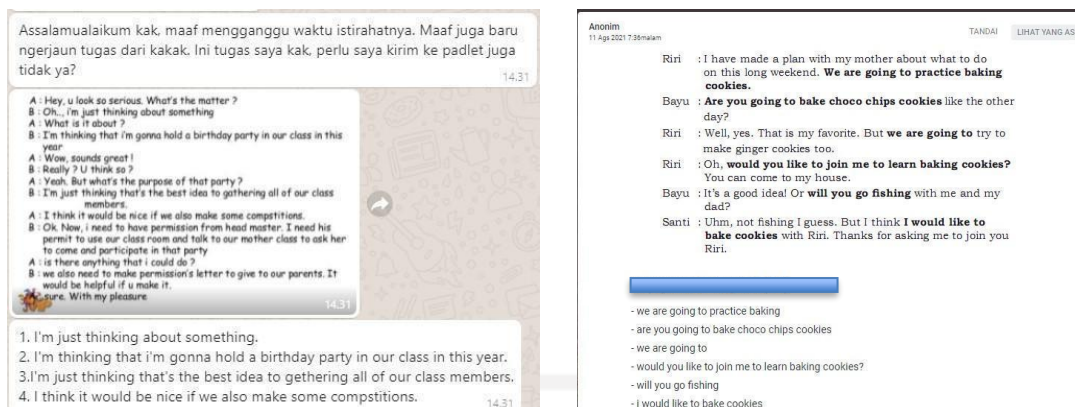 Assalamualaikum kak, maaf mengganggu waktu istirahatnya. Maaf juga baru
ngerjaun tugas dari kakak. Ini tugas saya kak, perlu saya kirim ke padlet juga
tidak ya?
14.31
A : Hey, u look so serious. What's the matter ?
B : Oh.., i'm just thinking about something
A : What is it about ?
B : I'm thinking that i'm gonna hold a birthday party in our class in this
year
A : Wow, sounds great !
B : Really ? U think so ?
A : Yeah. But what's the purpose of that party ?
B : I'm just thinking that's the best idea to gathering all of our class
members.
A : I think it would be nice if we also make some compstitions.
B : Ok. Now, i need to have permission from head master. I need his
permit to use our class room and talk to our mother class to ask her
to come and participate in that party
A : is there anything that i could do ?
B : we also need to make permission's letter to give to our parents. It
would be helpful if u make it.
sure. With my pleasure
14.31
1. I'm just thinking about something.
2. I'm thinking that i'm gonna hold a birthday party in our class in this year.
3.I'm just thinking that's the best idea to gethering all of our class members.
4. I think it would be nice if we also make some compstitions.
14.31
Anonim
11 Ags 2021 7:36malam
TANDAI LIHAT YANG AS
Riri : I have made a plan with my mother about what to do
on this long weekend. We are going to practice baking
cookies.
Bayu : Are you going to bake choco chips cookies like the other
day?
Riri : Well, yes. That is my favorite. But we are going to try to
make ginger cookies too.
Riri : Oh, would you like to join me to learn baking cookies?
You can come to my house.
Bayu : It's a good idea! Or will you go fishing with me and my
dad?
Santi : Uhm, not fishing I guess. But I think I would like to
bake cookies with Riri. Thanks for asking me to join you
Riri.
- we are going to practice baking
- are you going to bake choco chips cookies
- we are going to
- would you like to join me to learn baking cookies?
- will you go fishing
- i would like to bake cookies